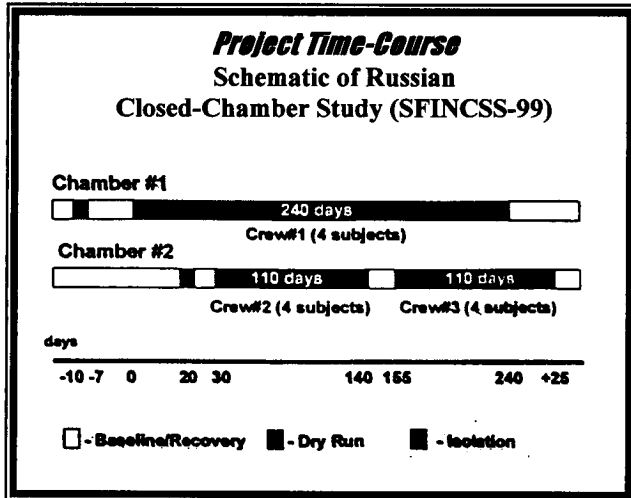 Project Time-Course
Schematic of Russian
Closed-Chamber Study (SFINCSS-99)
Chamber #1
240 days
Crew#1 (4 subjects)
Chamber #2
110 days 110 days
Crew#2 (4 subjects) Crew#3 (4 subjects)
days
-10 -7 0 20 30 140 155 240 +25
- Baseline/Recovery - Dry Run - Isolation